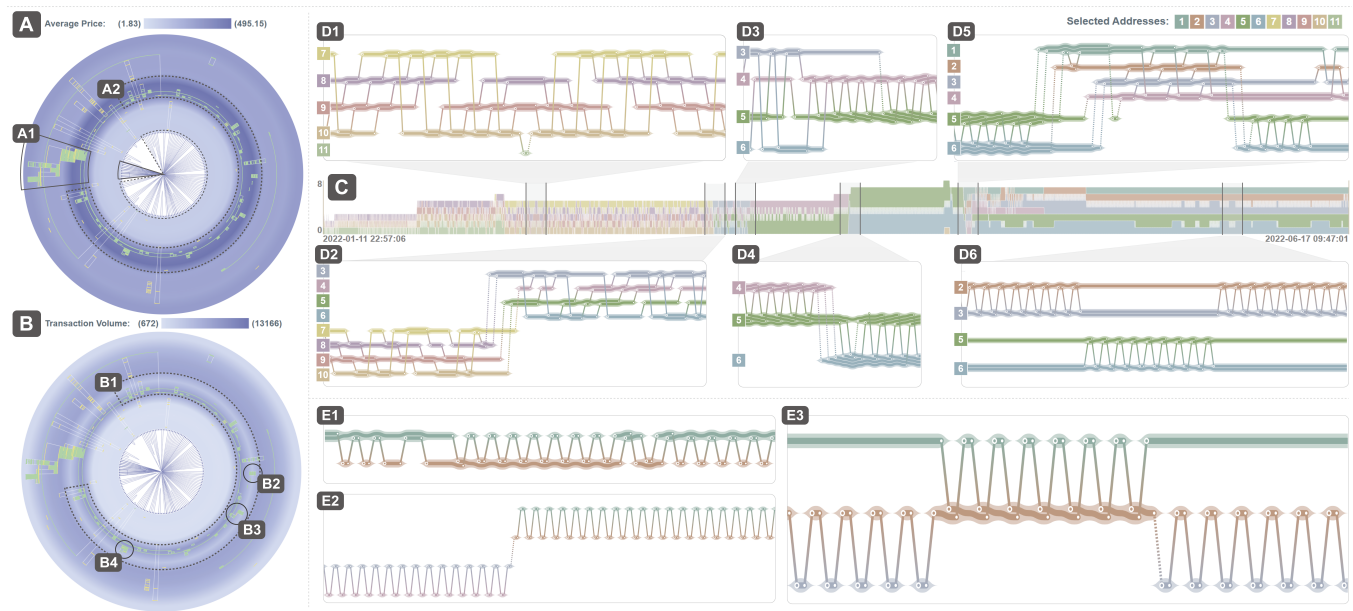 A
Average Price: (1.83) (495.15)
A1
A2
B
Transaction Volume: (672) (13166)
B1
B2
B3
B4
Selected Addresses: 1 2 3 4 5 6 7 8 9 10 11
D1
7
8
9
10
11
D3
3
4
5
6
D5
1
2
3
4
5
6
C
8
0
2022-01-11 22:57:06
2022-06-17 09:47:01
D2
3
4
5
6
7
8
9
10
D4
4
5
6
D6
2
3
5
6
E1
E2
E3